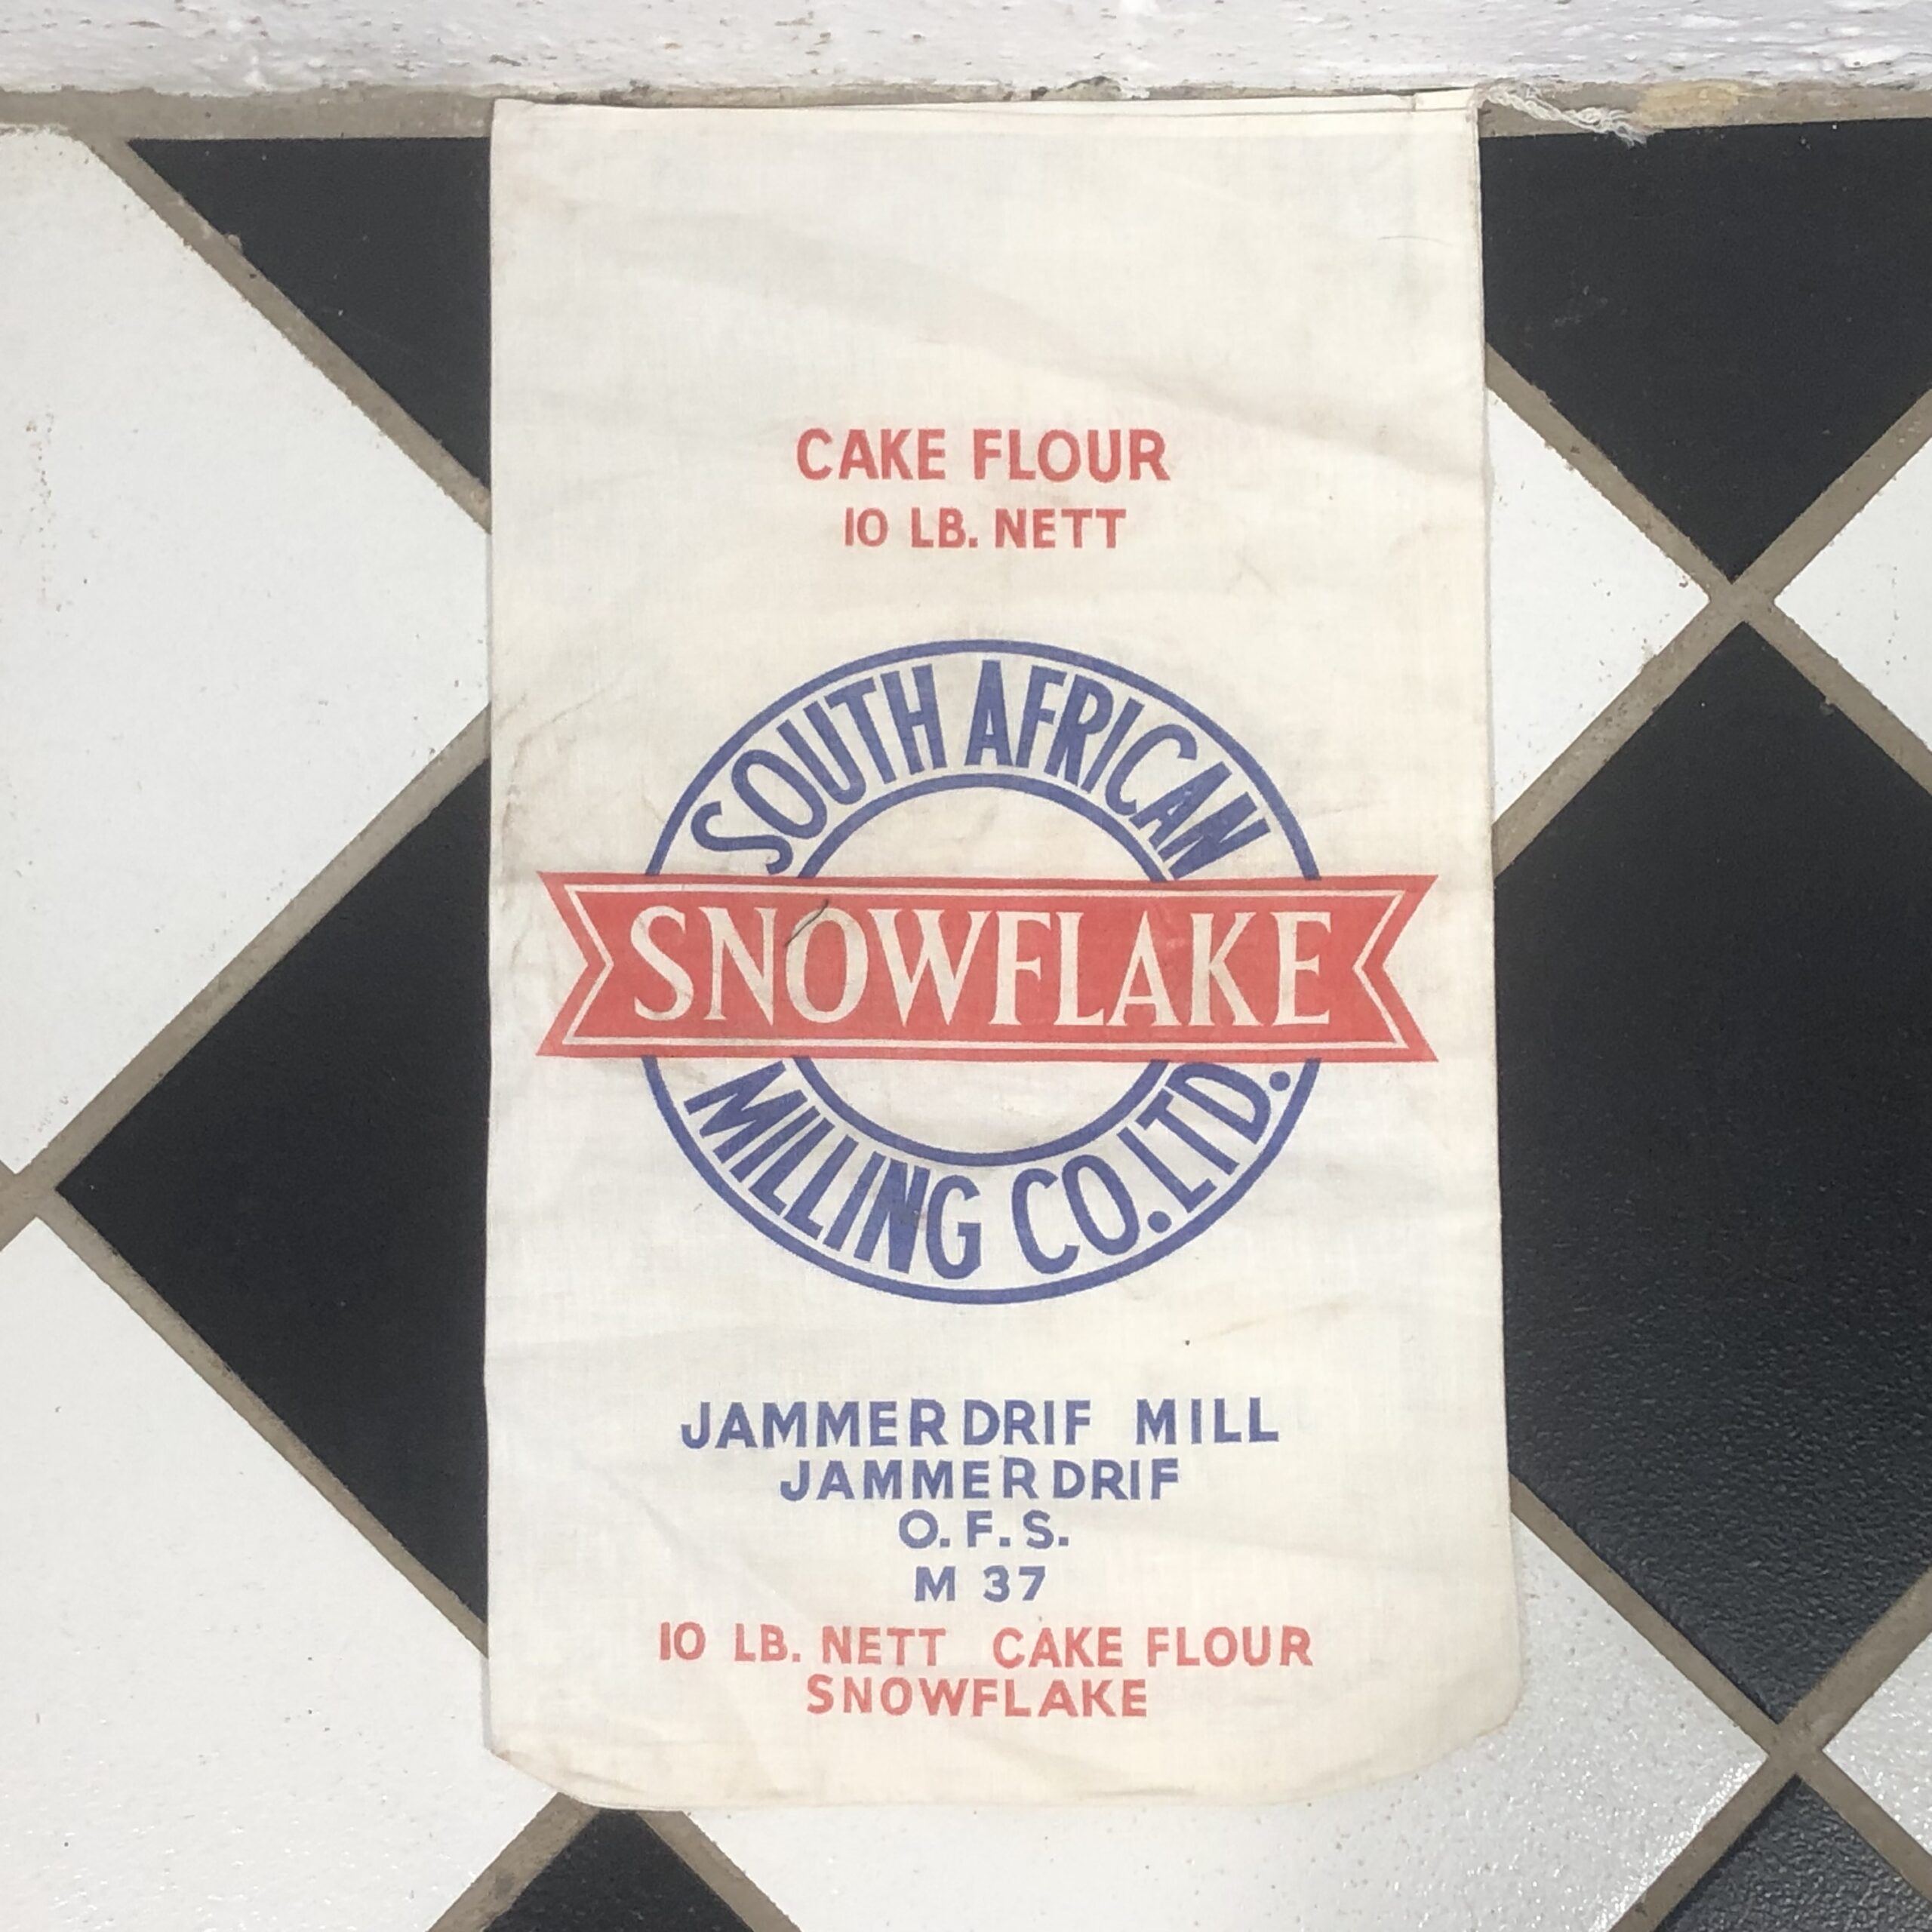 CAKE FLOUR
10 LB. NETT
SOUTH AFRICAN
SNOWFLAKE
MILLING CO. LTD.
JAMMERDRIF MILL
JAMMERDRIF
O. F. S.
M 37
10 LB. NETT CAKE FLOUR
SNOWFLAKE